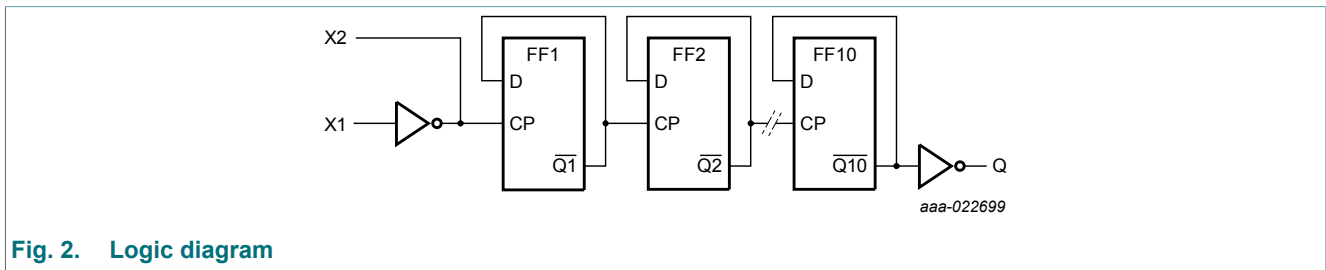 X2
FF1
FF2
FF10
D
D
D
X1
CP
CP
CP
Q1
Q2
Q10
Q
aaa-022699
Fig. 2. Logic diagram